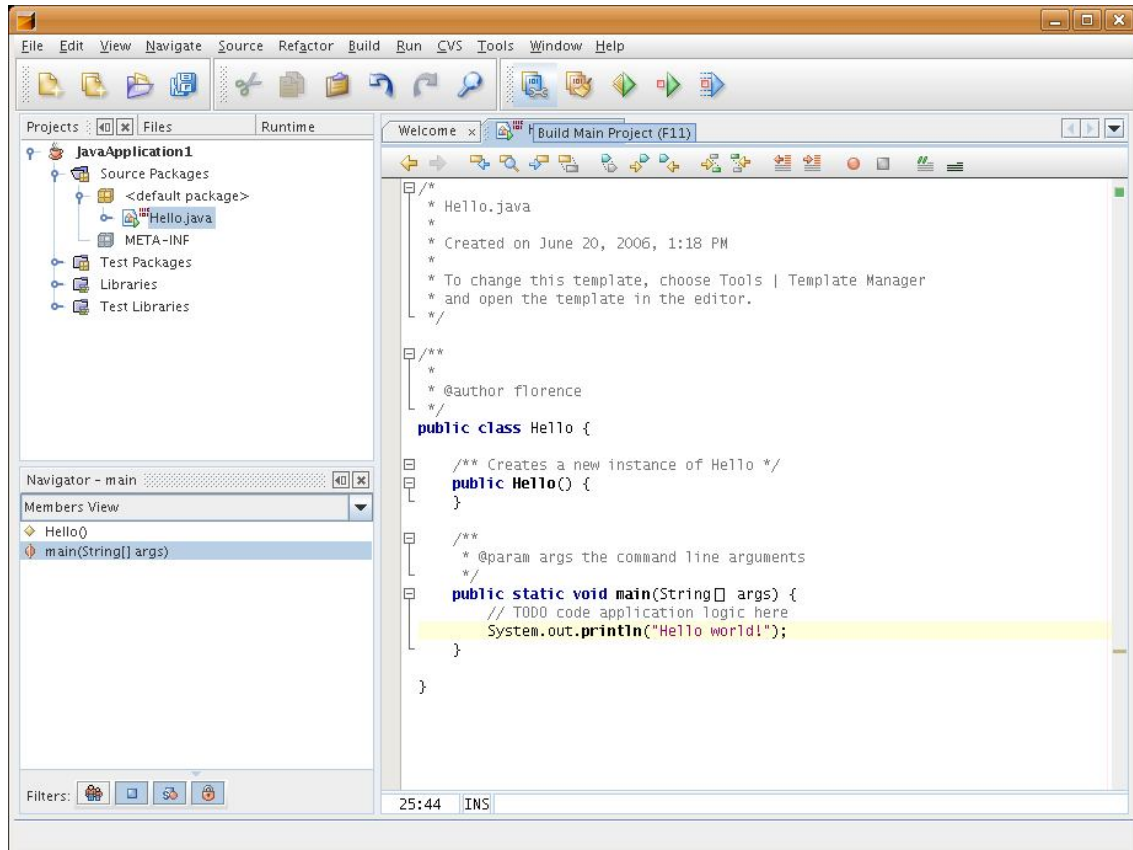 File Edit View Navigate Source Refactor Build Run CVS Tools Window Help
Projects Files Runtime
JavaApplication1
Source Packages
<default package>
Hello.java
META-INF
Test Packages
Libraries
Test Libraries
Navigator - main
Members View
Hello()
main(String[] args)
Filters:
Welcome
Build Main Project (F11)
/*
* Hello.java
*
* Created on June 20, 2006, 1:18 PM
*
* To change this template, choose Tools | Template Manager
* and open the template in the editor.
*/
/**
*
* @author florence
*/
public class Hello {
/** Creates a new instance of Hello */
public Hello() {
}
/**
* @param args the command line arguments
*/
public static void main(String[] args) {
// TODO code application logic here
System.out.println("Hello world!");
}
}
25:44 INS